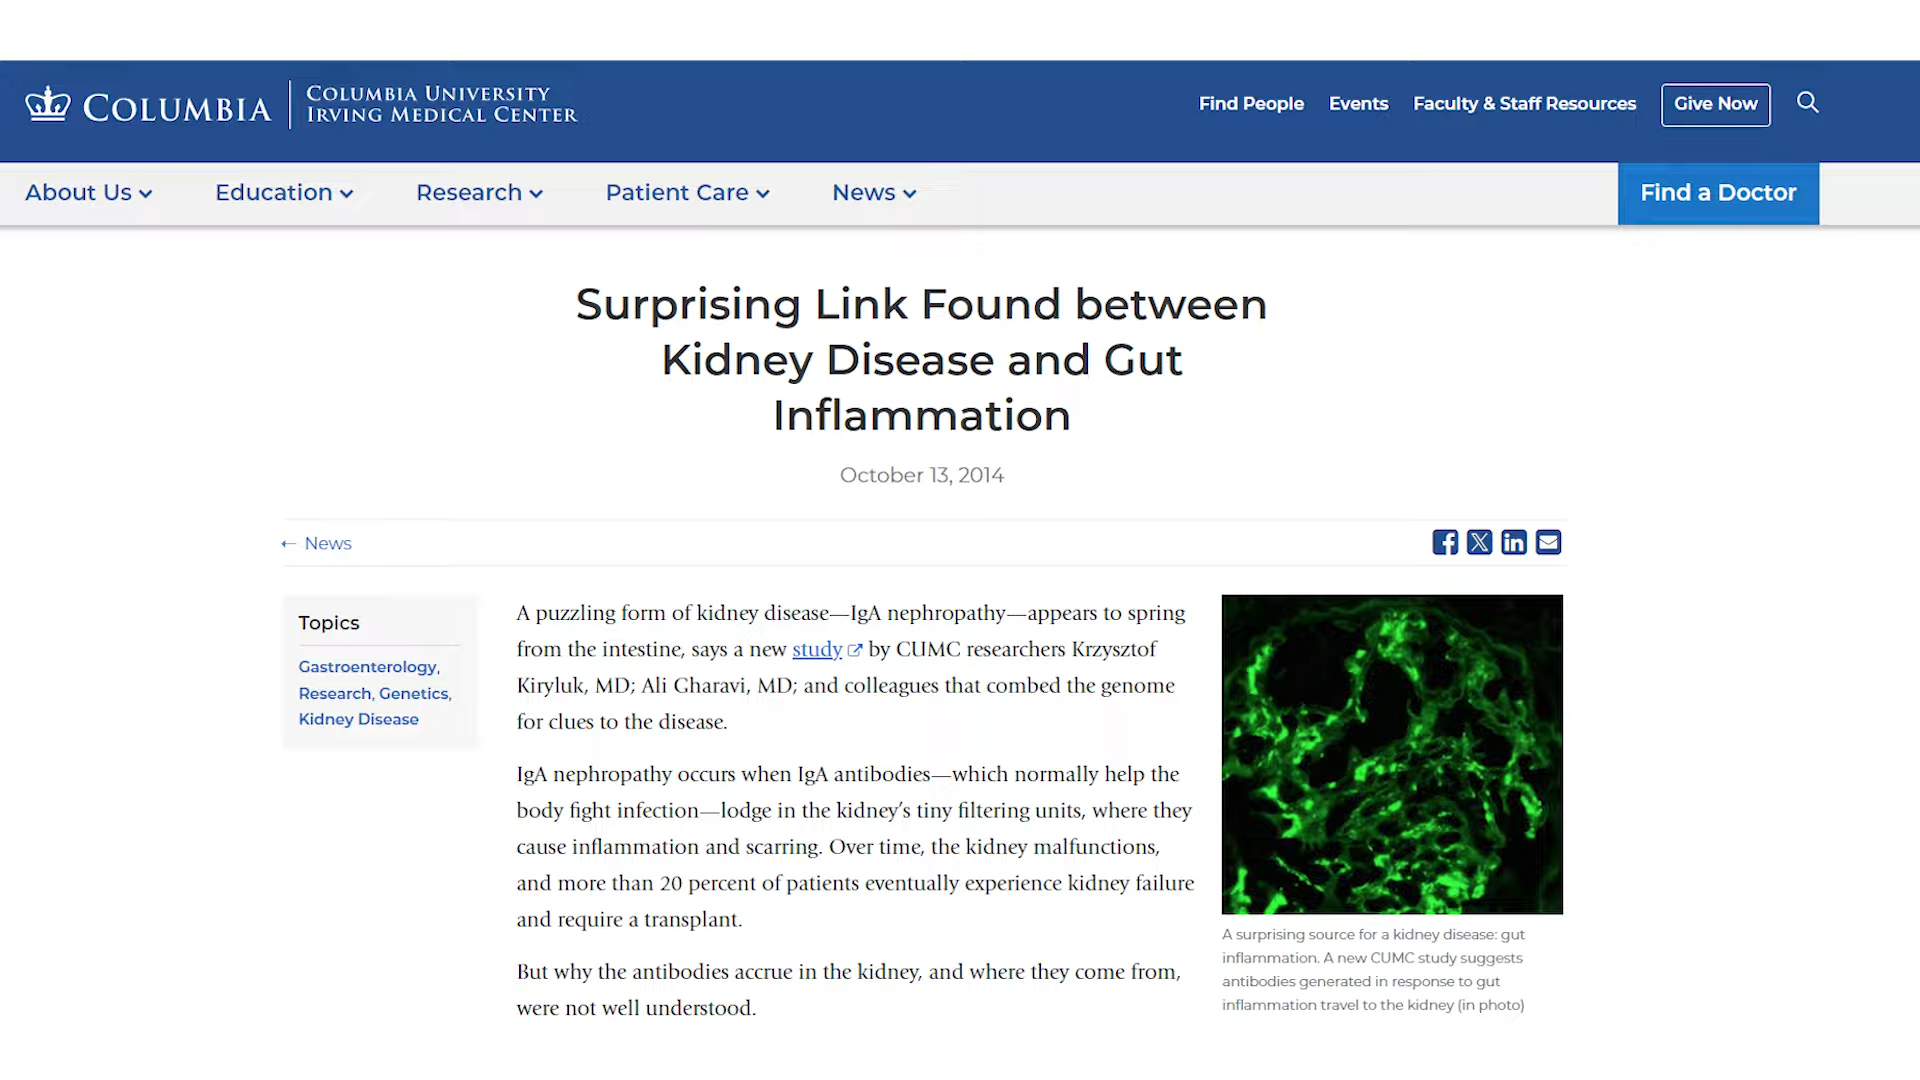 COLUMBIA
COLUMBIA UNIVERSITY
IRVING MEDICAL CENTER
Find People
Events
Faculty & Staff Resources
Give Now
About Us
Education
Research
Patient Care
News
Find a Doctor
Surprising Link Found between
Kidney Disease and Gut
Inflammation
October 13, 2014
← News
Topics
Gastroenterology,
Research, Genetics,
Kidney Disease
A puzzling form of kidney disease—IgA nephropathy—appears to spring
from the intestine, says a new study by CUMC researchers Krzysztof
Kiryluk, MD; Ali Gharavi, MD; and colleagues that combed the genome
for clues to the disease.
IgA nephropathy occurs when IgA antibodies—which normally help the
body fight infection—lodge in the kidney’s tiny filtering units, where they
cause inflammation and scarring. Over time, the kidney malfunctions,
and more than 20 percent of patients eventually experience kidney failure
and require a transplant.
But why the antibodies accrue in the kidney, and where they come from,
were not well understood.
A surprising source for a kidney disease: gut
inflammation. A new CUMC study suggests
antibodies generated in response to gut
inflammation travel to the kidney (in photo)